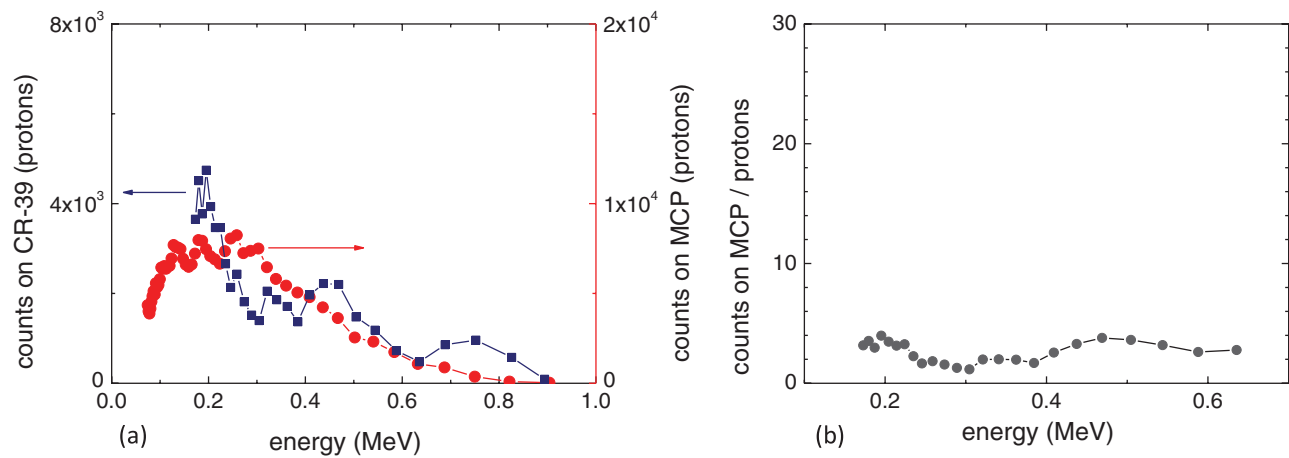 8x10³
4x10³
0
counts on CR-39 (protons)
2x10⁴
1x10⁴
0
counts on MCP (protons)
0.0 0.2 0.4 0.6 0.8 1.0
energy (MeV)
(a)
30
20
10
0
counts on MCP / protons
0.2 0.4 0.6
energy (MeV)
(b)